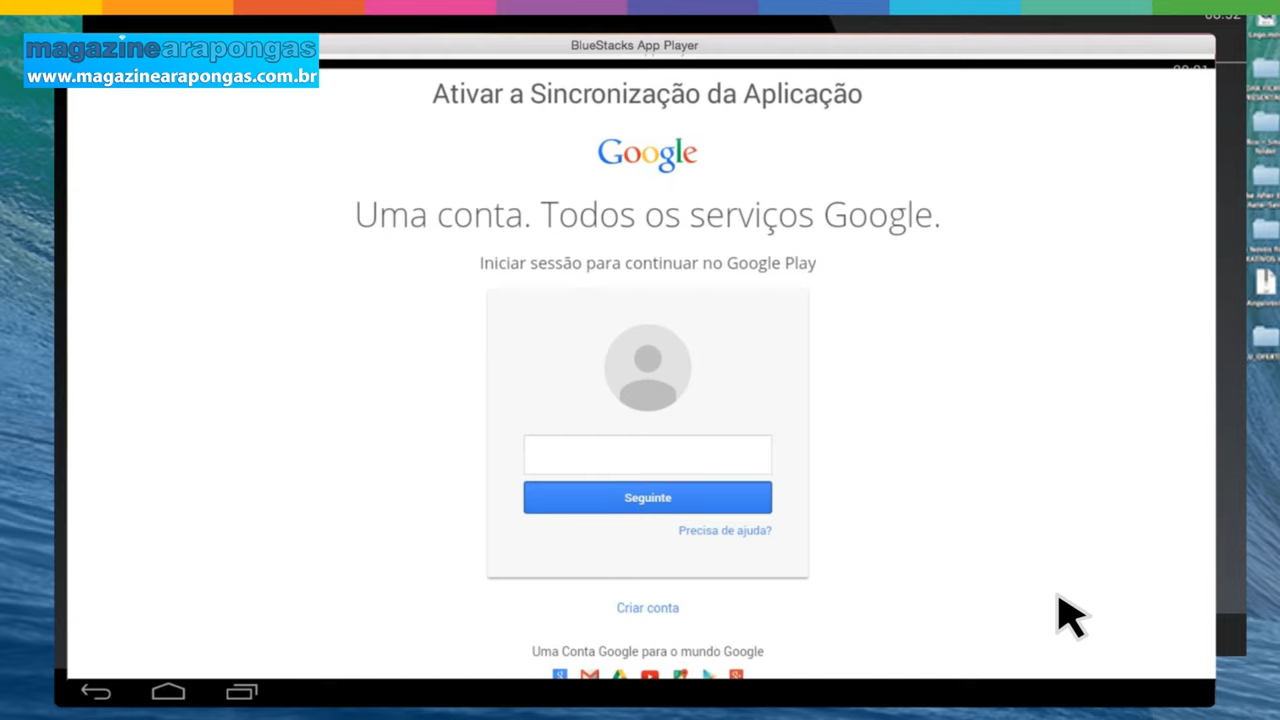 magazinearapongas
www.magazinearapongas.com.br
BlueStacks App Player
Ativar a Sincronização da Aplicação
Google
Uma conta. Todos os serviços Google.
Iniciar sessão para continuar no Google Play
Seguinte
Precisa de ajuda?
Criar conta
Uma Conta Google para o mundo Google